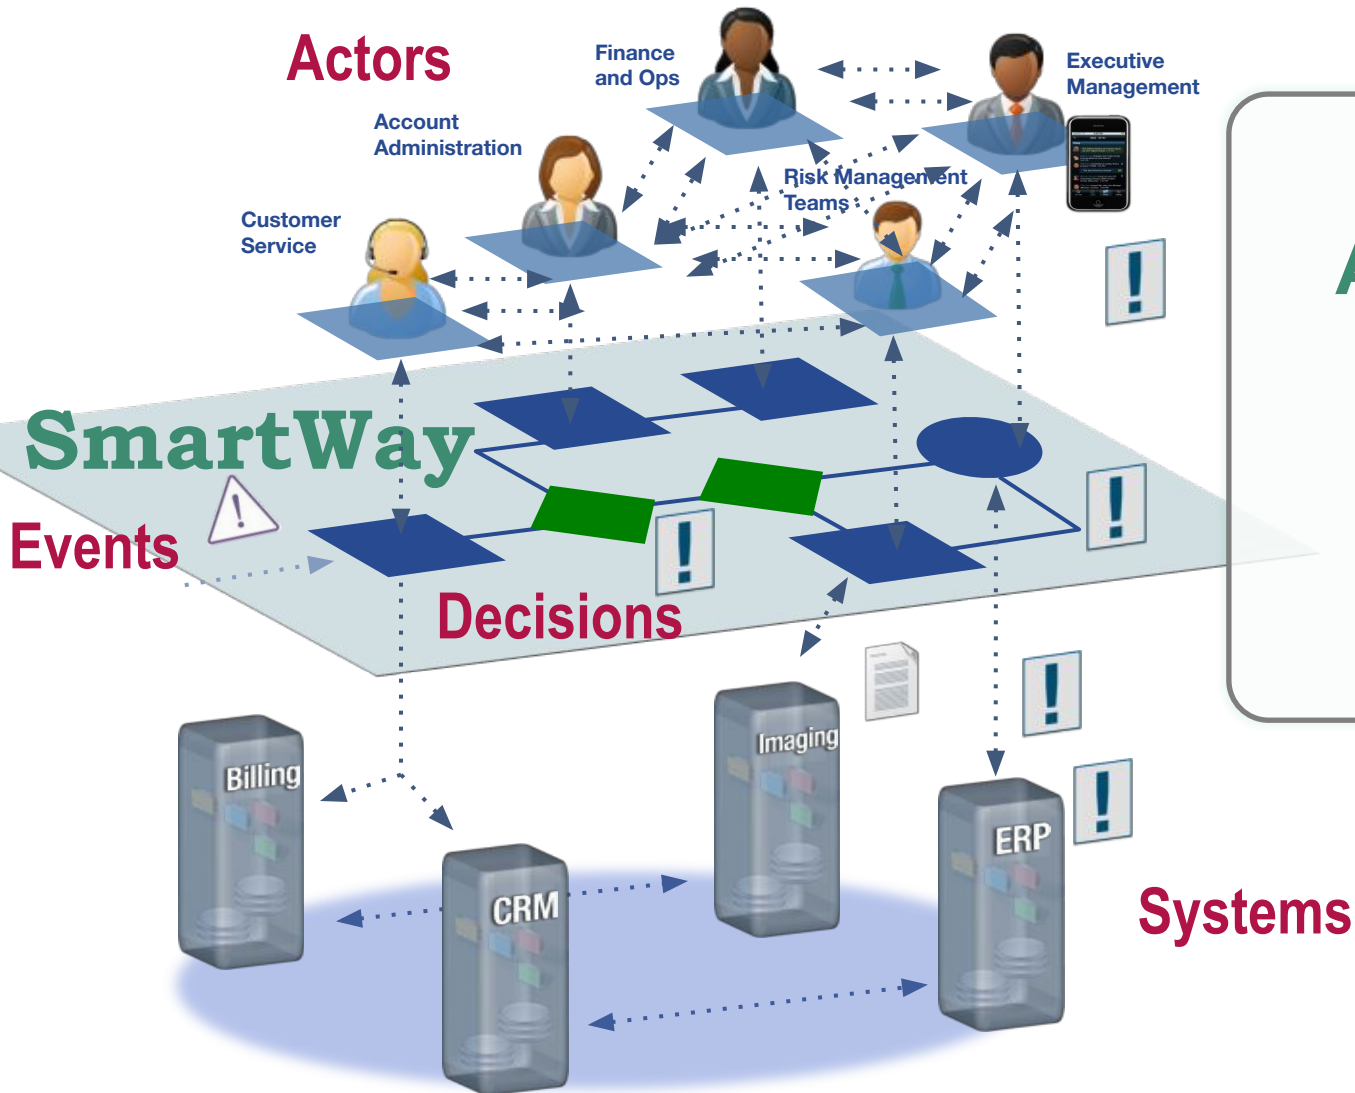 Actors
Finance
and Ops
Executive
Management
Account
Administration
Risk Management
Teams
Customer
Service
A
SmartWay
Events
Decisions
Billing
Imaging
CRM
ERP
Systems